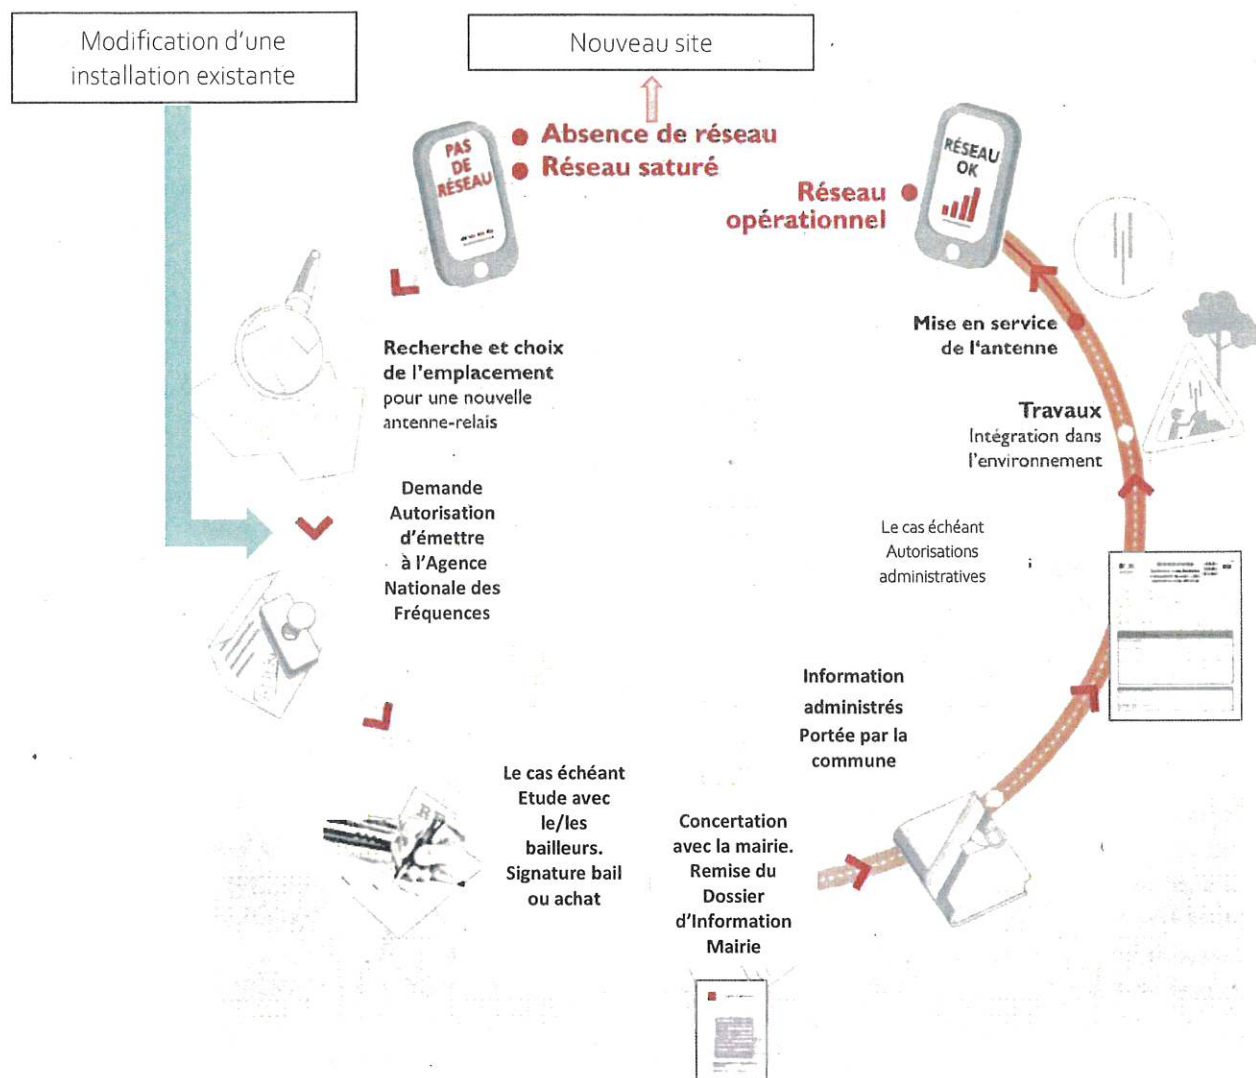 Modification d'une
installation existante
Nouveau site
Absence de réseau
Réseau saturé
PAS
DE
RÉSEAU
RÉSEAU
OK
Réseau
opérationnel
Recherche et choix
de l'emplacement
pour une nouvelle
antenne-relais
Demande
Autorisation
d'émettre
à l'Agence
Nationale des
Fréquences
Le cas échéant
Etude avec
le/les
bailleurs.
Signature bail
ou achat
Concertation
avec la mairie.
Remise du
Dossier
d'Information
Mairie
Information
administrés
Portée par la
commune
Le cas échéant
Autorisations
administratives
Travaux
Intégration dans
l'environnement
Mise en service
de l'antenne